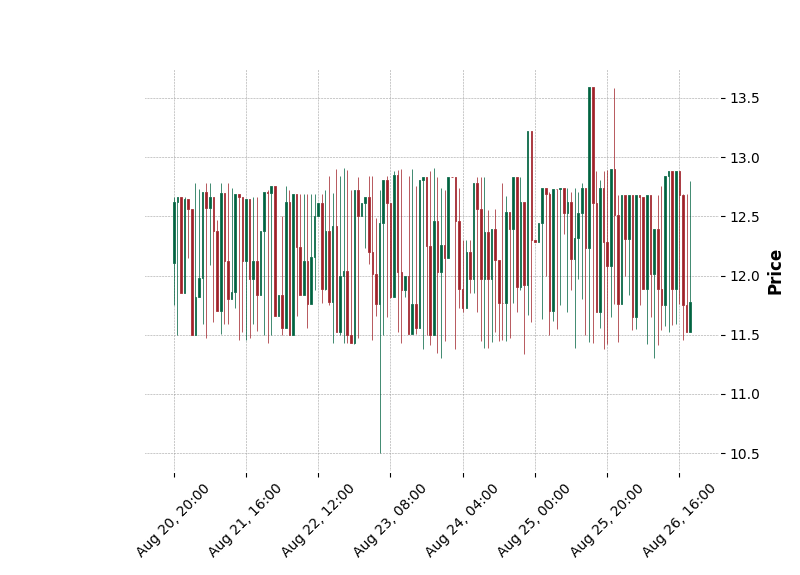 13.5
13.0
12.5
12.0
11.5
11.0
10.5
Price
Aug 20, 20:00
Aug 21, 16:00
Aug 22, 12:00
Aug 23, 08:00
Aug 24, 04:00
Aug 25, 00:00
Aug 25, 20:00
Aug 26, 16:00